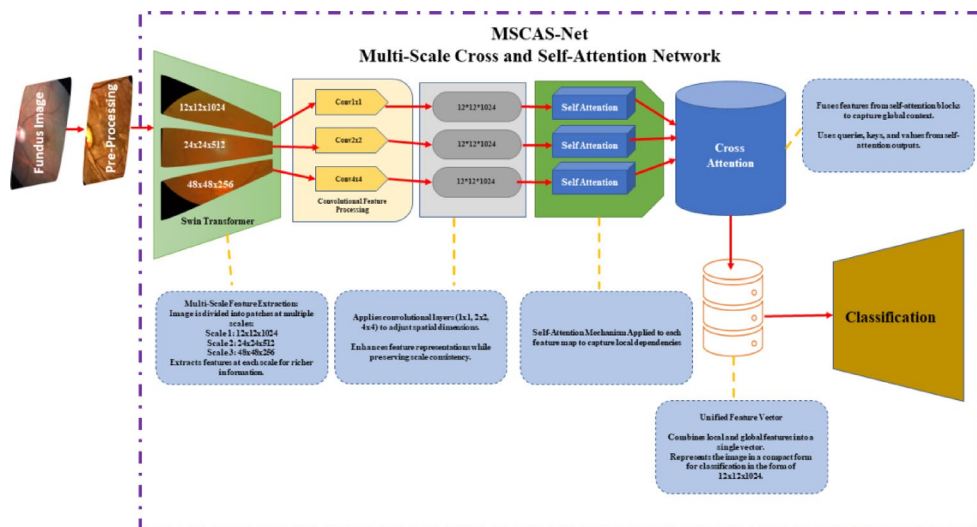 MSCAS-Net
Multi-Scale Cross and Self-Attention Network
Fundus Image
Pre-Processing
12x12x1024
24x24x512
48x48x256
Swin Transformer
Conv1x1
Conv2x2
Conv4x4
Convolutional Feature
Processing
12*12*1024
12*12*1024
12*12*1024
Self Attention
Self Attention
Self Attention
Cross
Attention
Fuses features from self-attention blocks
to capture global context.
Uses queries, keys, and values from self-
attention outputs.
Classification
Multi-Scale Feature Extraction:
Image is divided into patches at multiple
scales:
Scale 1: 12x12x1024
Scale 2: 24x24x512
Scale 3: 48x48x256
Extracts features at each scale for richer
information.
Applies convolutional layers (1x1, 2x2,
4x4) to adjust spatial dimensions.
Enhances feature representations while
preserving scale consistency.
Self-Attention Mechanism Applied to each
feature map to capture local dependencies
Unified Feature Vector
Combines local and global features into a
single vector.
Represents the image in a compact form
for classification in the form of
12x12x1024.